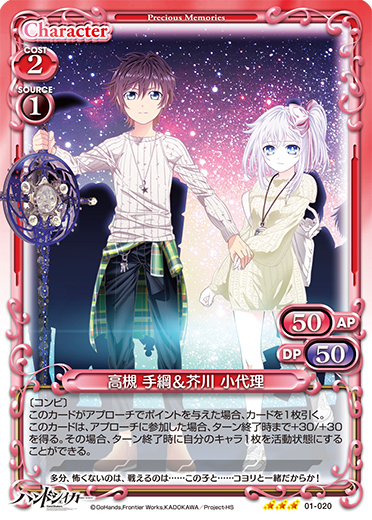 Precious Memories
Character
COST
2
SOURCE
1
50 AP
DP 50
高槻 手綱&芥川 小代理
〔コンビ〕
このカードがアプローチでポイントを与えた場合、カードを1枚引く。
このカードは、アプローチに参加した場合、ターン終了時まで+30/+30
を得る。その場合、ターン終了時に自分のキャラ1枚を活動状態にする
ことができる。
多分、怖くないのは、戦えるのは……この子と……コヨリと一緒だからか!
ハンドシェイカー
©GoHands,Frontier Works,KADOKAWA／Project-HS
01-020